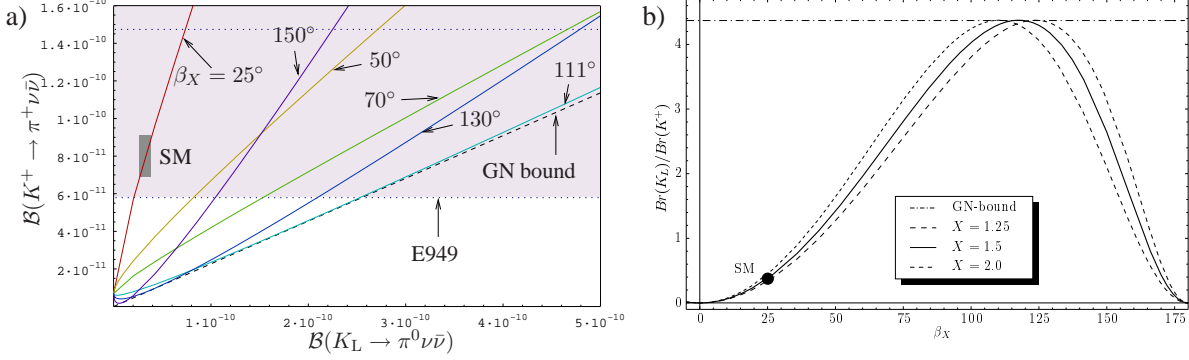 a)
𝓑(K⁺ → π⁺νν̄)
1.6·10⁻¹⁰
1.4·10⁻¹⁰
1.2·10⁻¹⁰
1·10⁻¹⁰
8·10⁻¹¹
6·10⁻¹¹
4·10⁻¹¹
2·10⁻¹¹
β_X = 25°
150°
50°
70°
111°
130°
SM
GN bound
E949
1·10⁻¹⁰
2·10⁻¹⁰
3·10⁻¹⁰
4·10⁻¹⁰
5·10⁻¹⁰
𝓑(K_L → π⁰νν̄)
b)
Br(K_L)/Br(K⁺)
4
3
2
1
0
SM
GN-bound
X = 1.25
X = 1.5
X = 2.0
0
25
50
75
100
125
150
175
β_X